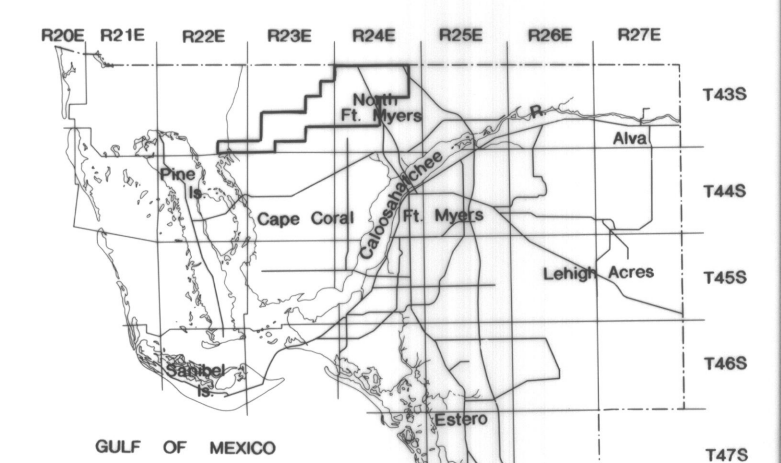 R20E R21E R22E R23E R24E R25E R26E R27E
T43S
North
Ft. Myers
R.
Alva
Caloosahatchee
Pine
Is.
T44S
Cape Coral
Ft. Myers
Lehigh Acres
T45S
Sanibel
Is.
T46S
Estero
GULF OF MEXICO
T47S